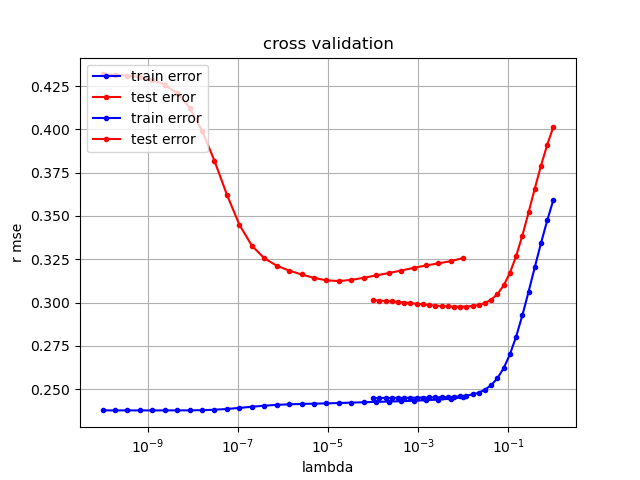 cross validation
train error
test error
train error
test error
0.425
0.400
0.375
0.350
0.325
0.300
0.275
0.250
r mse
10⁻⁹ 10⁻⁷ 10⁻⁵ 10⁻³ 10⁻¹
lambda